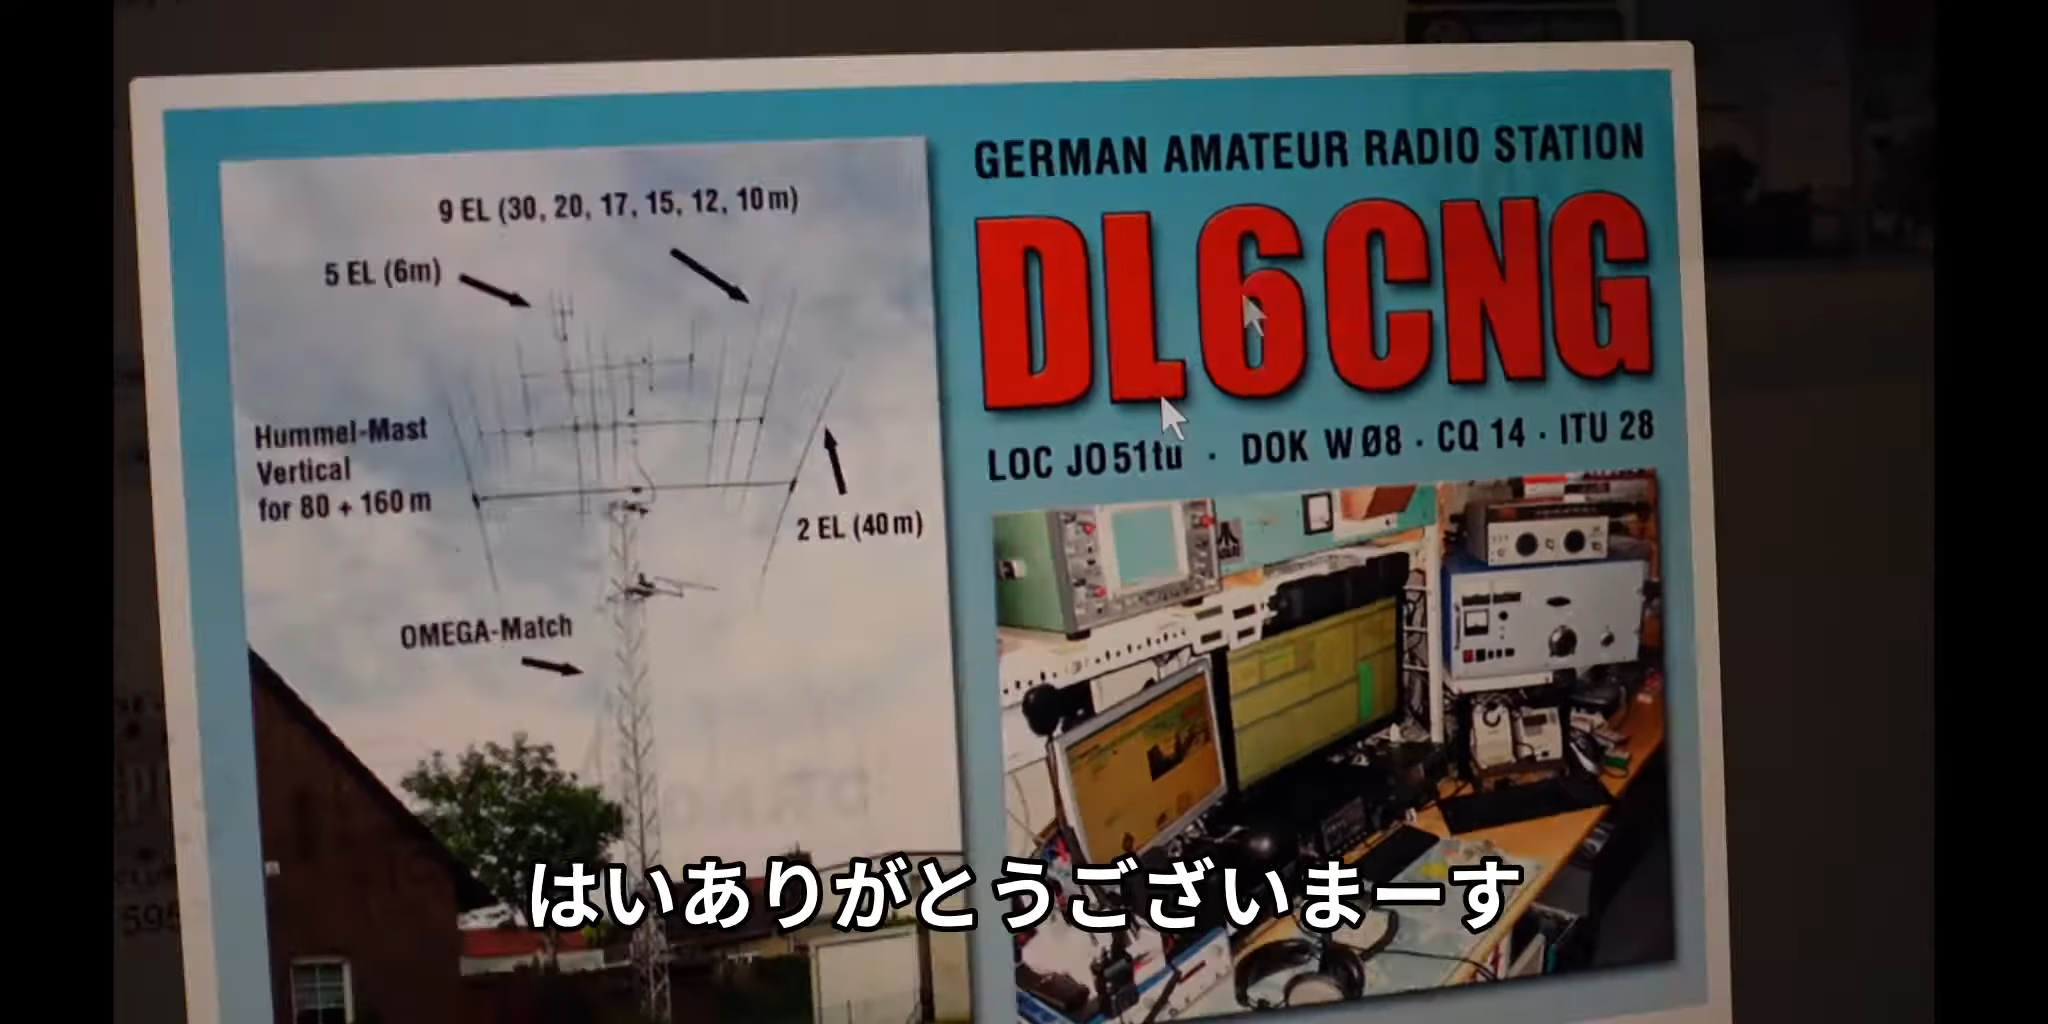 GERMAN AMATEUR RADIO STATION
DL6CNG
LOC JO51tu · DOK WØ8 · CQ 14 · ITU 28
9 EL (30, 20, 17, 15, 12, 10m)
5 EL (6m)
Hummel-Mast
Vertical
for 80 + 160 m
2 EL (40m)
OMEGA-Match
はいありがとうございまーす